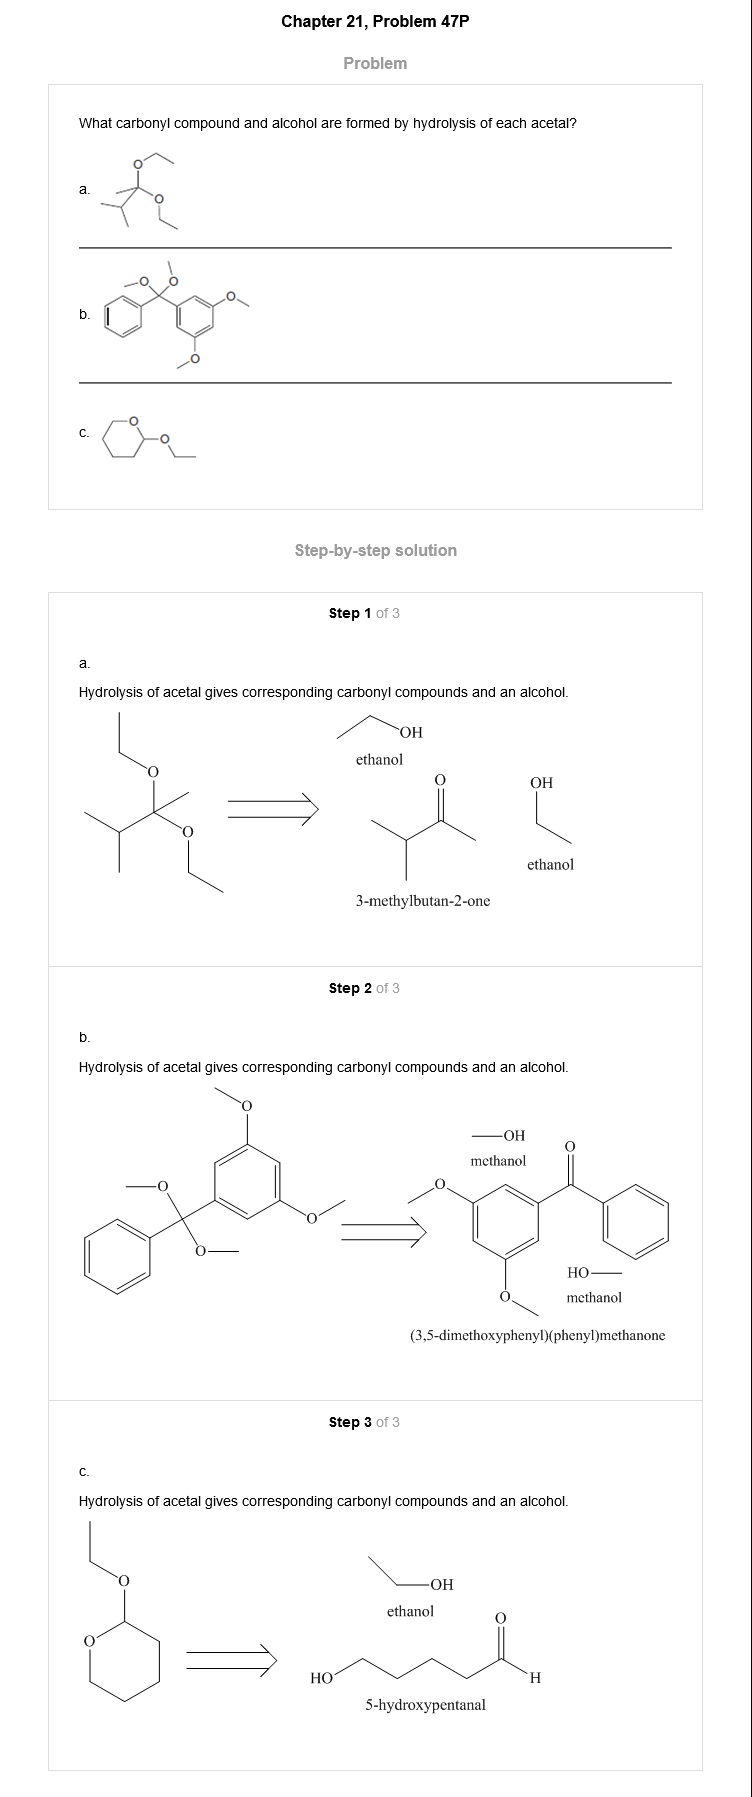 Chapter 21, Problem 47P
Problem
What carbonyl compound and alcohol are formed by hydrolysis of each acetal?
a.
O
O
b.
O
O
O
O
c.
O
O
Step-by-step solution
Step 1 of 3
a.
Hydrolysis of acetal gives corresponding carbonyl compounds and an alcohol.
OH
ethanol
O
O
OH
O
ethanol
3-methylbutan-2-one
Step 2 of 3
b.
Hydrolysis of acetal gives corresponding carbonyl compounds and an alcohol.
O
OH
O
methanol
O
O
O
O
HO
O
methanol
(3,5-dimethoxyphenyl)(phenyl)methanone
Step 3 of 3
c.
Hydrolysis of acetal gives corresponding carbonyl compounds and an alcohol.
O
OH
ethanol
O
O
HO
H
5-hydroxypentanal